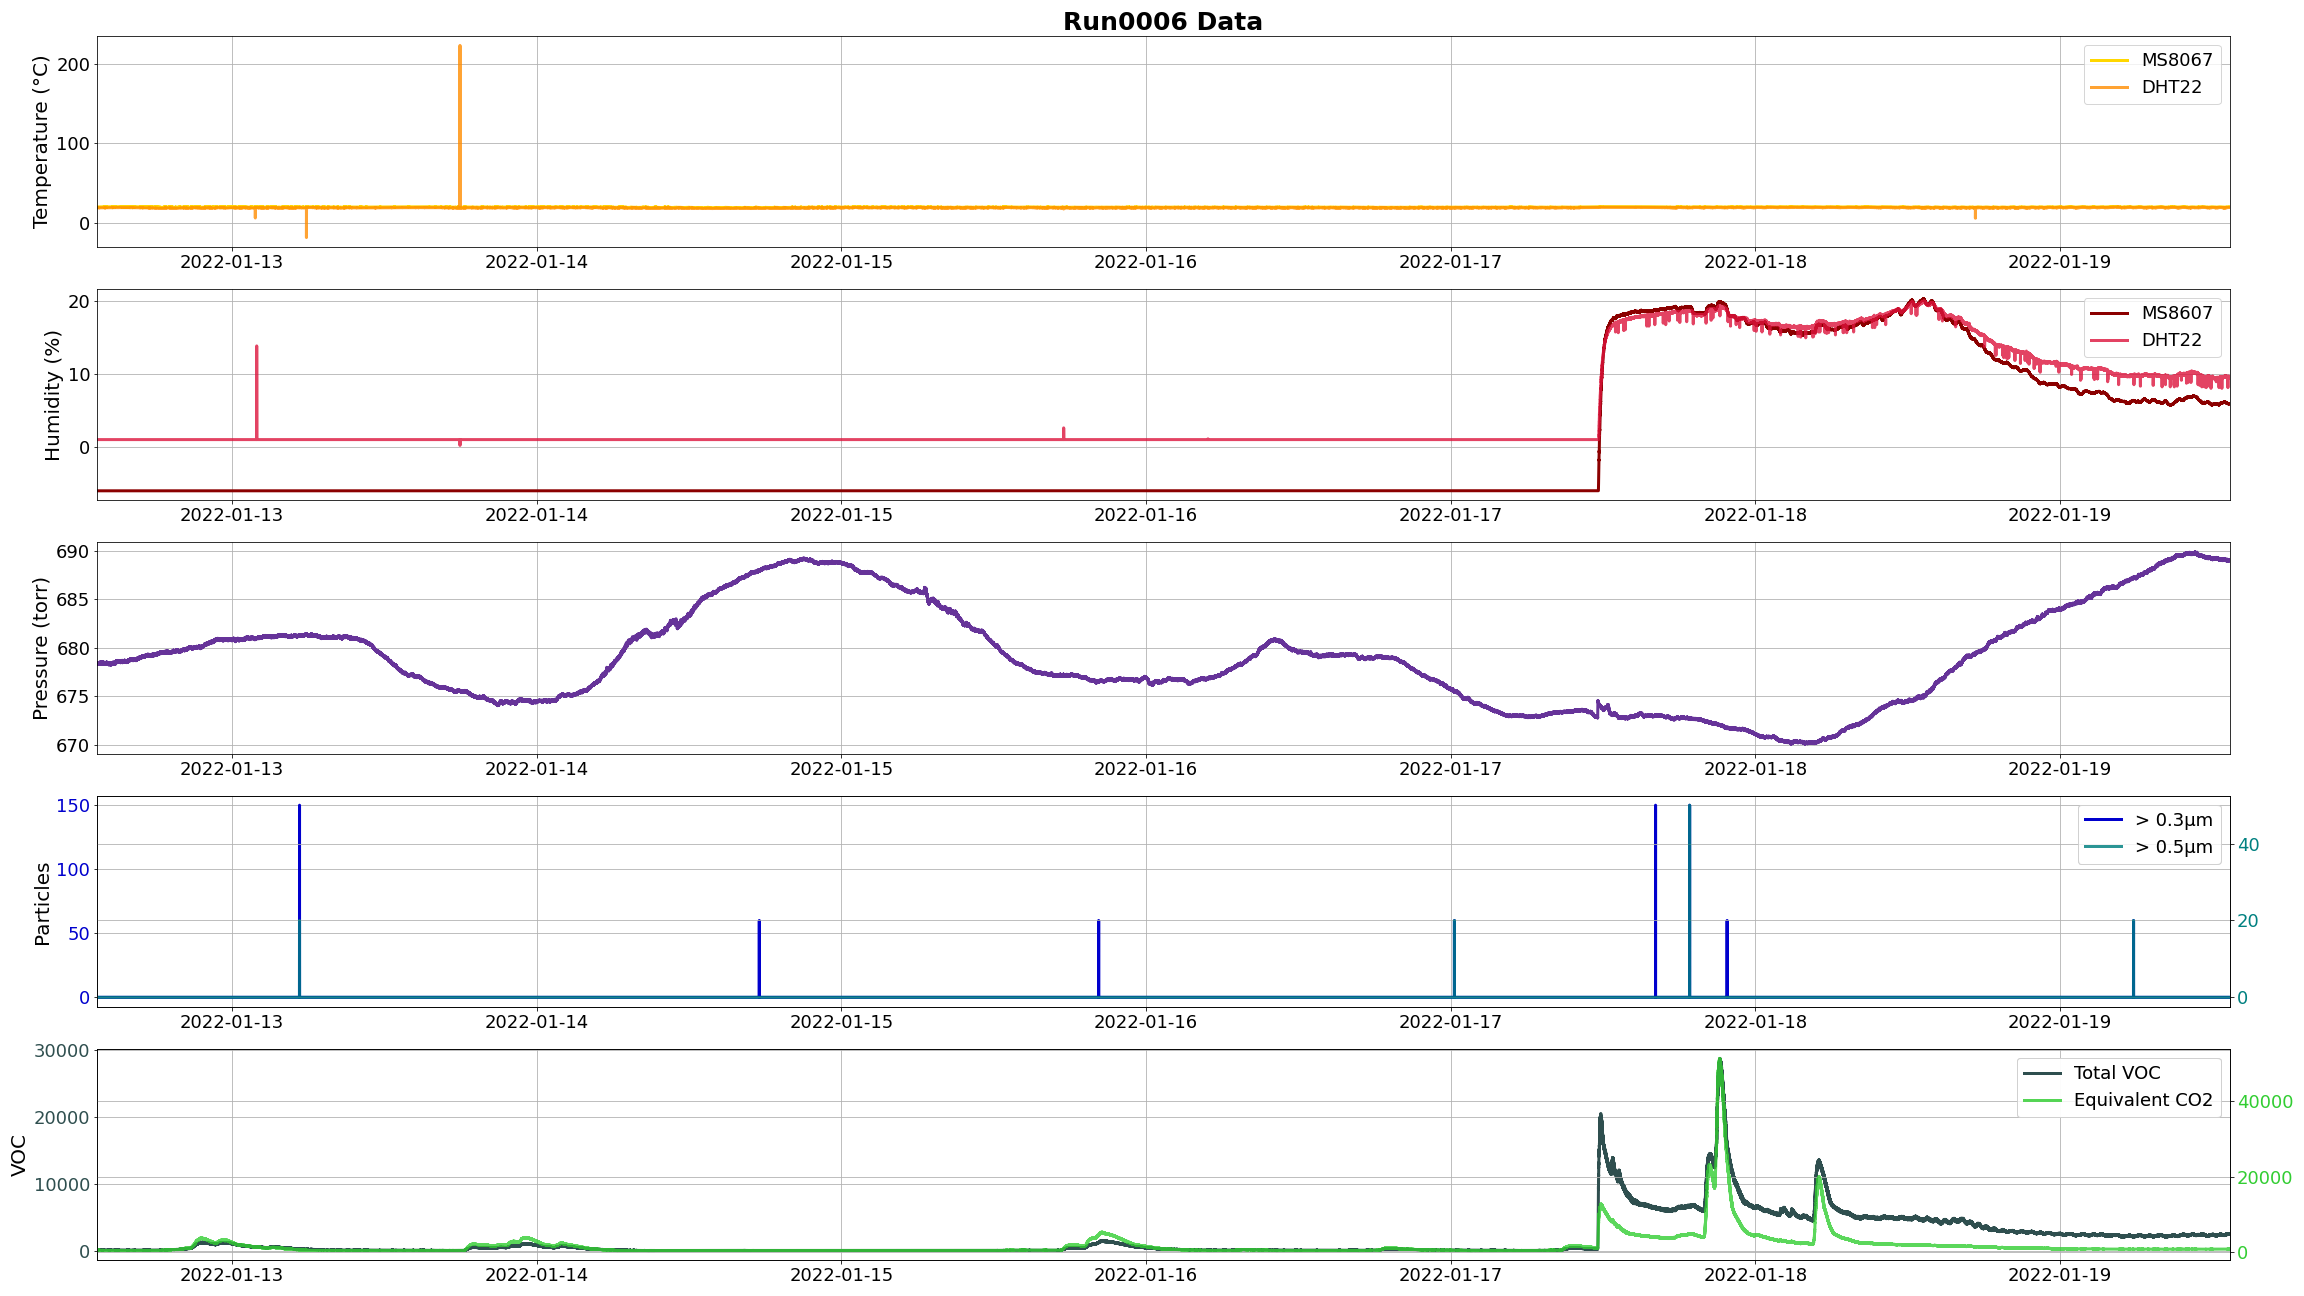 Run0006 Data
Temperature (°C)
200
100
0
MS8067
DHT22
2022-01-13 2022-01-14 2022-01-15 2022-01-16 2022-01-17 2022-01-18 2022-01-19
Humidity (%)
20
10
0
MS8607
DHT22
2022-01-13 2022-01-14 2022-01-15 2022-01-16 2022-01-17 2022-01-18 2022-01-19
Pressure (torr)
690
685
680
675
670
2022-01-13 2022-01-14 2022-01-15 2022-01-16 2022-01-17 2022-01-18 2022-01-19
Particles
150
100
50
0
> 0.3μm
> 0.5μm
40
20
0
2022-01-13 2022-01-14 2022-01-15 2022-01-16 2022-01-17 2022-01-18 2022-01-19
VOC
30000
20000
10000
0
Total VOC
Equivalent CO2
40000
20000
0
2022-01-13 2022-01-14 2022-01-15 2022-01-16 2022-01-17 2022-01-18 2022-01-19